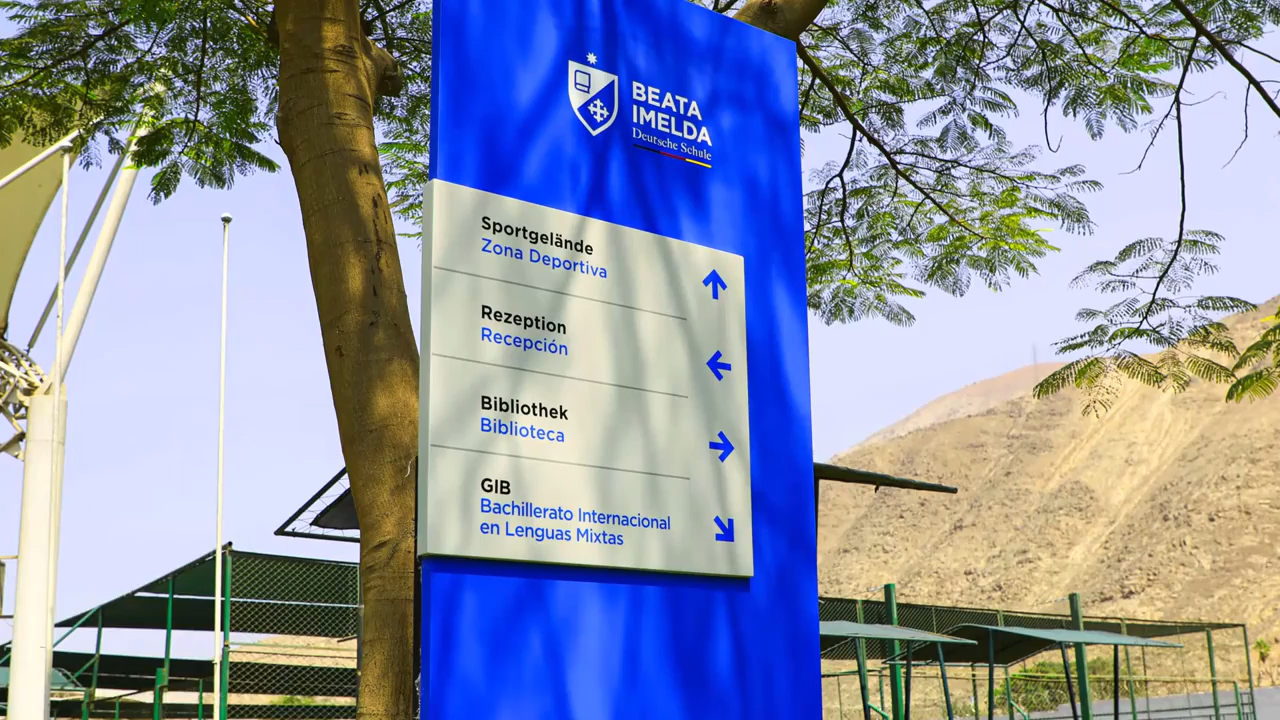 BEATA
IMELDA
Deutsche Schule
Sportgelände
Zona Deportiva
Rezeption
Recepción
Bibliothek
Biblioteca
GIB
Bachillerato Internacional
en Lenguas Mixtas